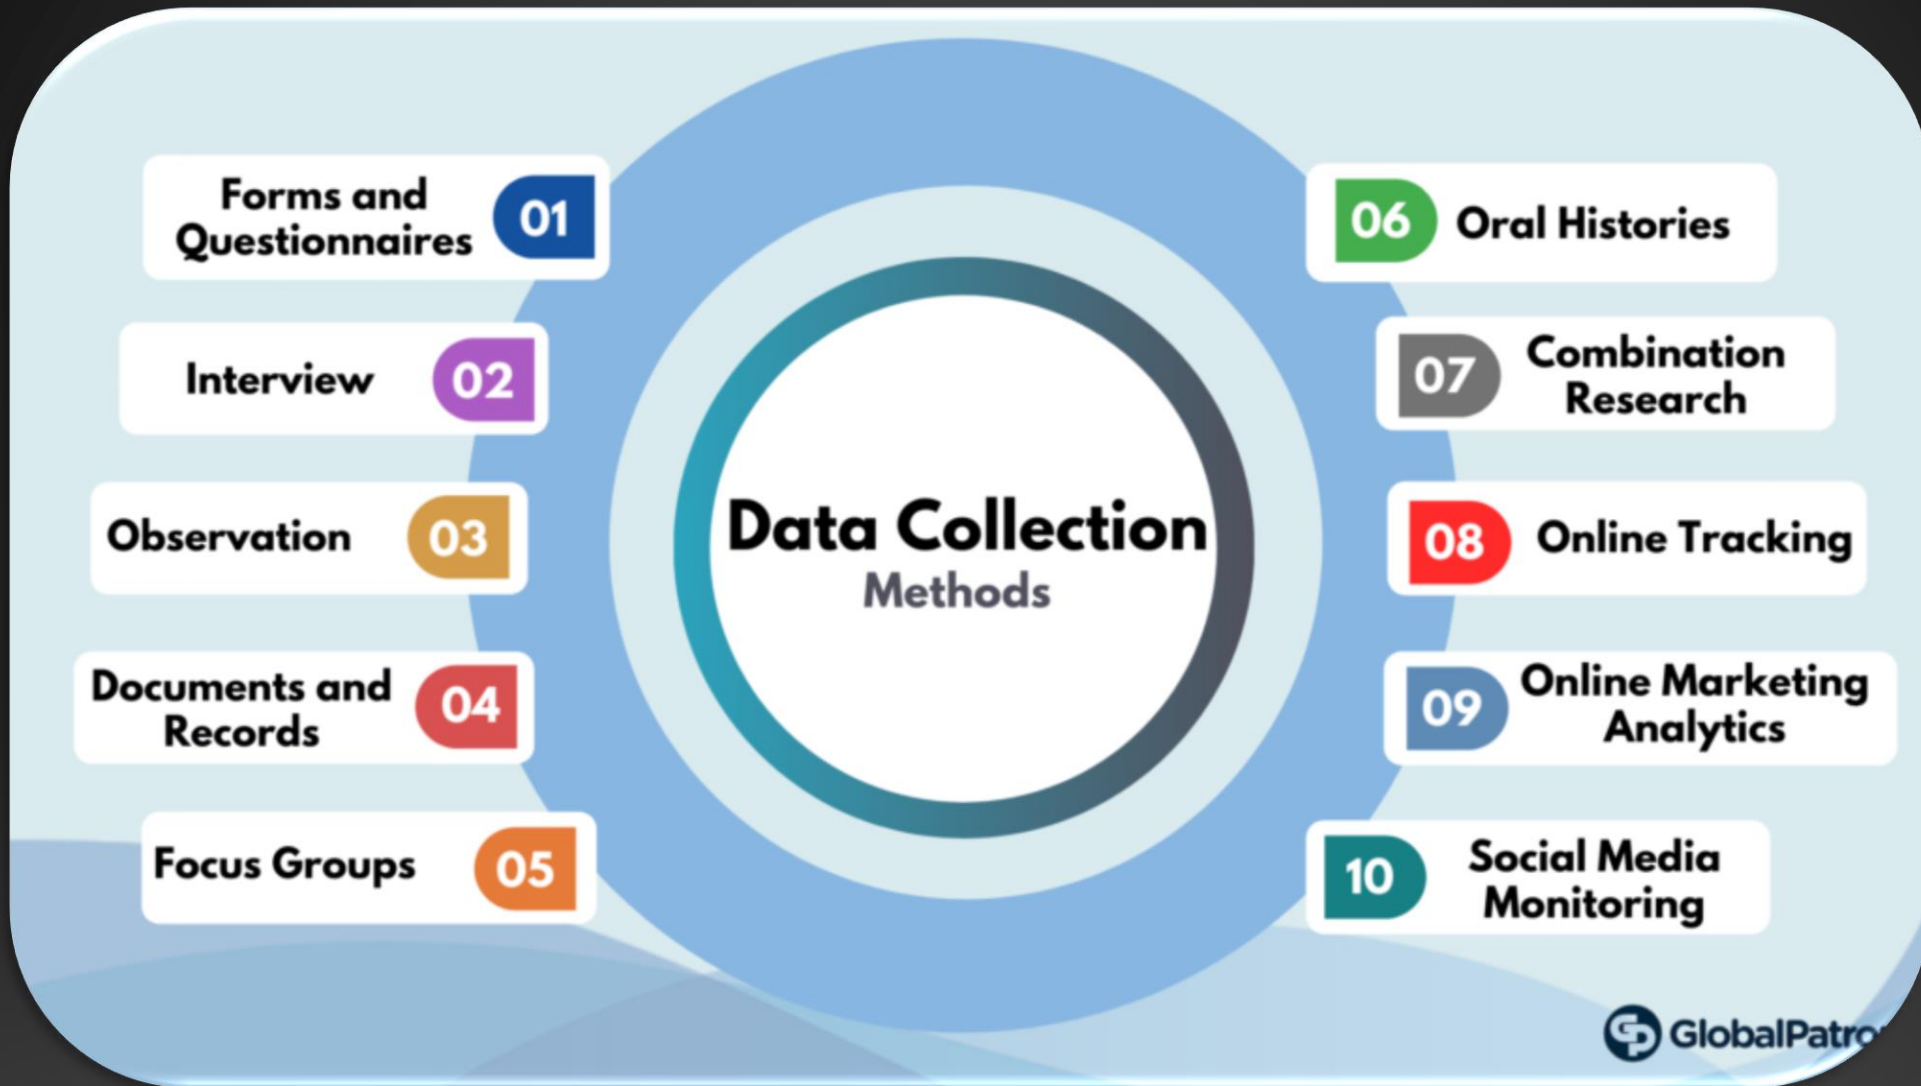 Forms and
Questionnaires
01
Interview
02
Observation
03
Documents and
Records
04
Focus Groups
05
Data Collection
Methods
06
Oral Histories
07
Combination
Research
08
Online Tracking
09
Online Marketing
Analytics
10
Social Media
Monitoring